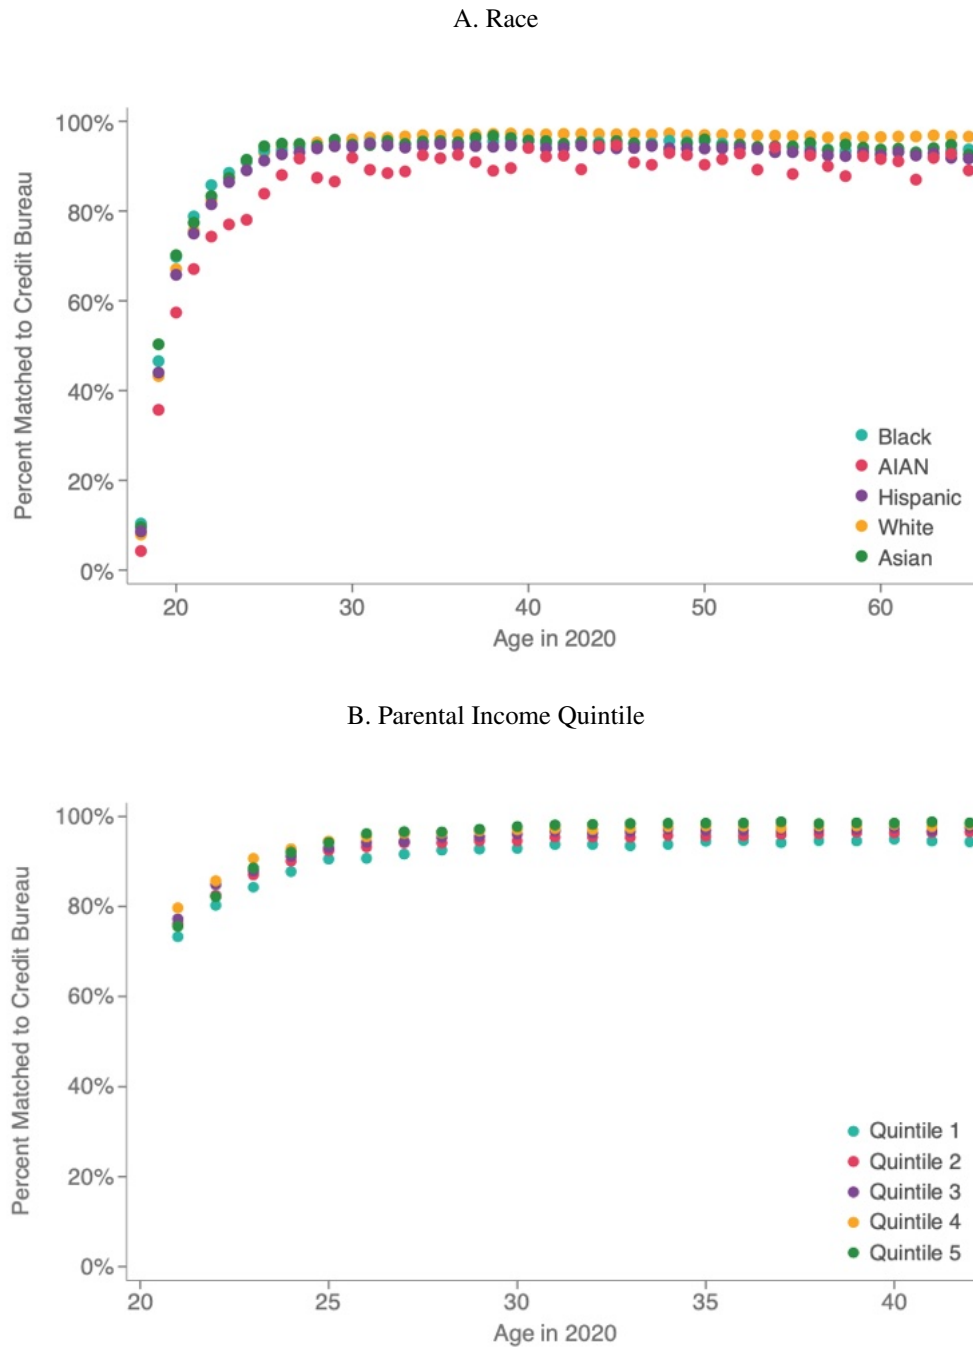 A. Race
Percent Matched to Credit Bureau
100%
80%
60%
40%
20%
0%
20 30 40 50 60
Age in 2020
Black
AIAN
Hispanic
White
Asian
B. Parental Income Quintile
Percent Matched to Credit Bureau
100%
80%
60%
40%
20%
0%
20 25 30 35 40
Age in 2020
Quintile 1
Quintile 2
Quintile 3
Quintile 4
Quintile 5